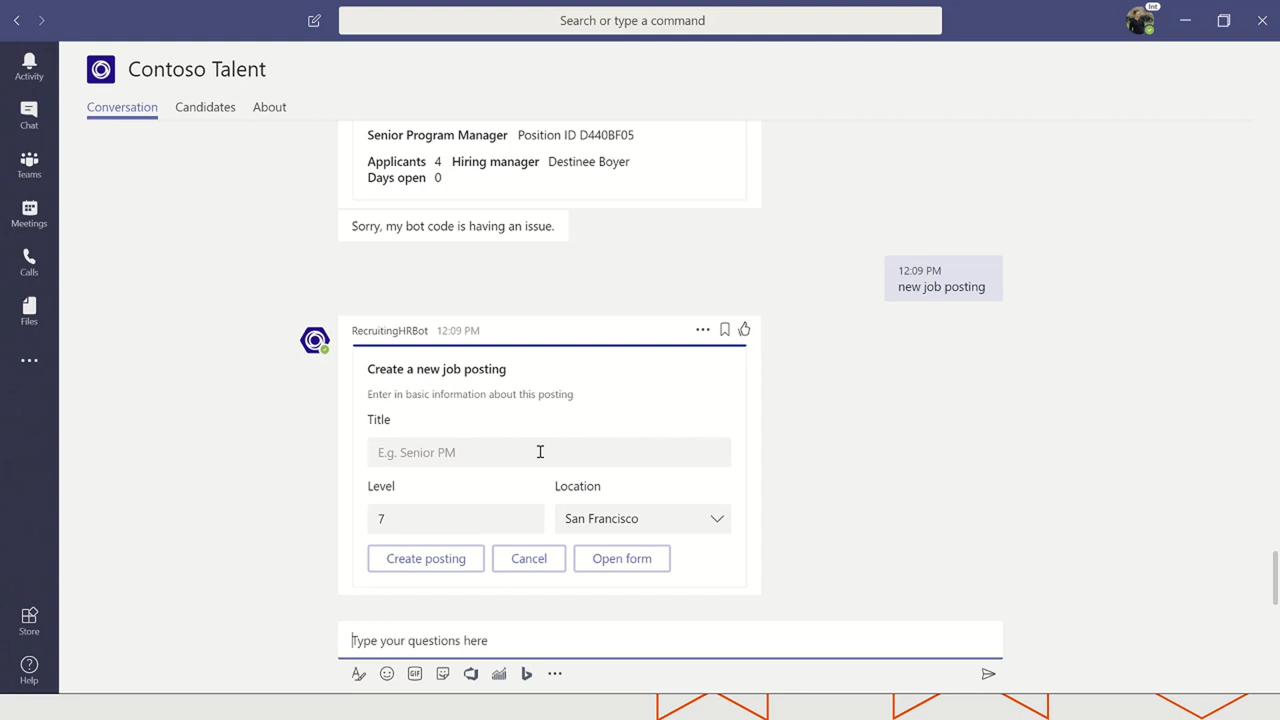 Search or type a command
Int
Activity
Chat
Teams
Meetings
Calls
Files
Store
Help
Contoso Talent
Conversation Candidates About
Senior Program Manager Position ID D440BF05
Applicants 4 Hiring manager Destinee Boyer
Days open 0
Sorry, my bot code is having an issue.
12:09 PM
new job posting
RecruitingHRBot 12:09 PM
Create a new job posting
Enter in basic information about this posting
Title
E.g. Senior PM
Level Location
7 San Francisco
Create posting Cancel Open form
Type your questions here
GIF